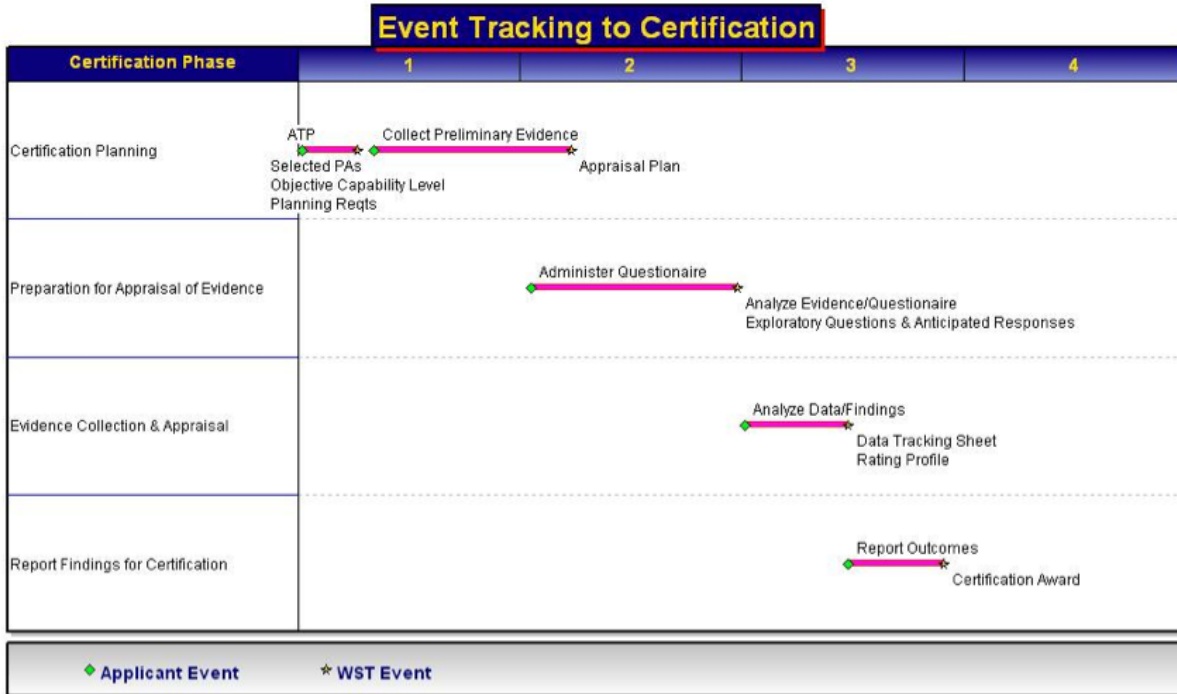 Event Tracking to Certification
Certification Phase
1
2
3
4
Certification Planning
ATP
Collect Preliminary Evidence
Selected PAs
Objective Capability Level
Planning Reqts
Appraisal Plan
Preparation for Appraisal of Evidence
Administer Questionaire
Analyze Evidence/Questionaire
Exploratory Questions & Anticipated Responses
Evidence Collection & Appraisal
Analyze Data/Findings
Data Tracking Sheet
Rating Profile
Report Findings for Certification
Report Outcomes
Certification Award
Applicant Event
WST Event